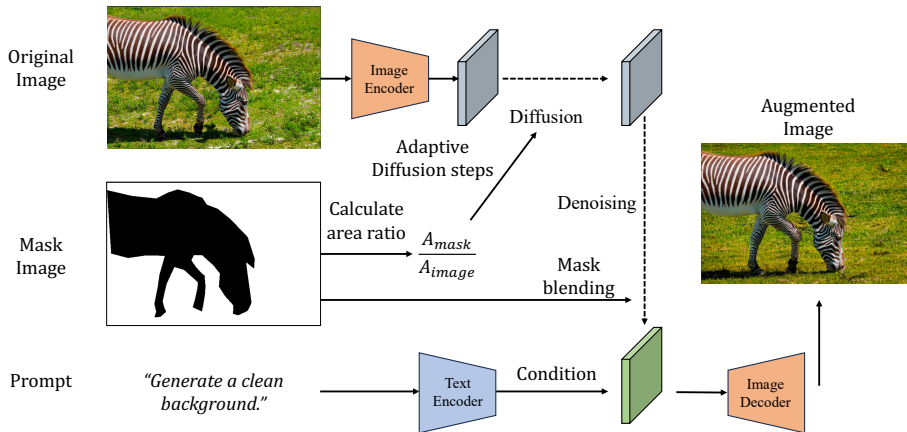 Original
Image
Image
Encoder
Adaptive
Diffusion steps
Diffusion
Augmented
Image
Mask
Image
Calculate
area ratio
A_mask
A_image
Denoising
Mask
blending
Prompt
“Generate a clean
background.”
Text
Encoder
Condition
Image
Decoder